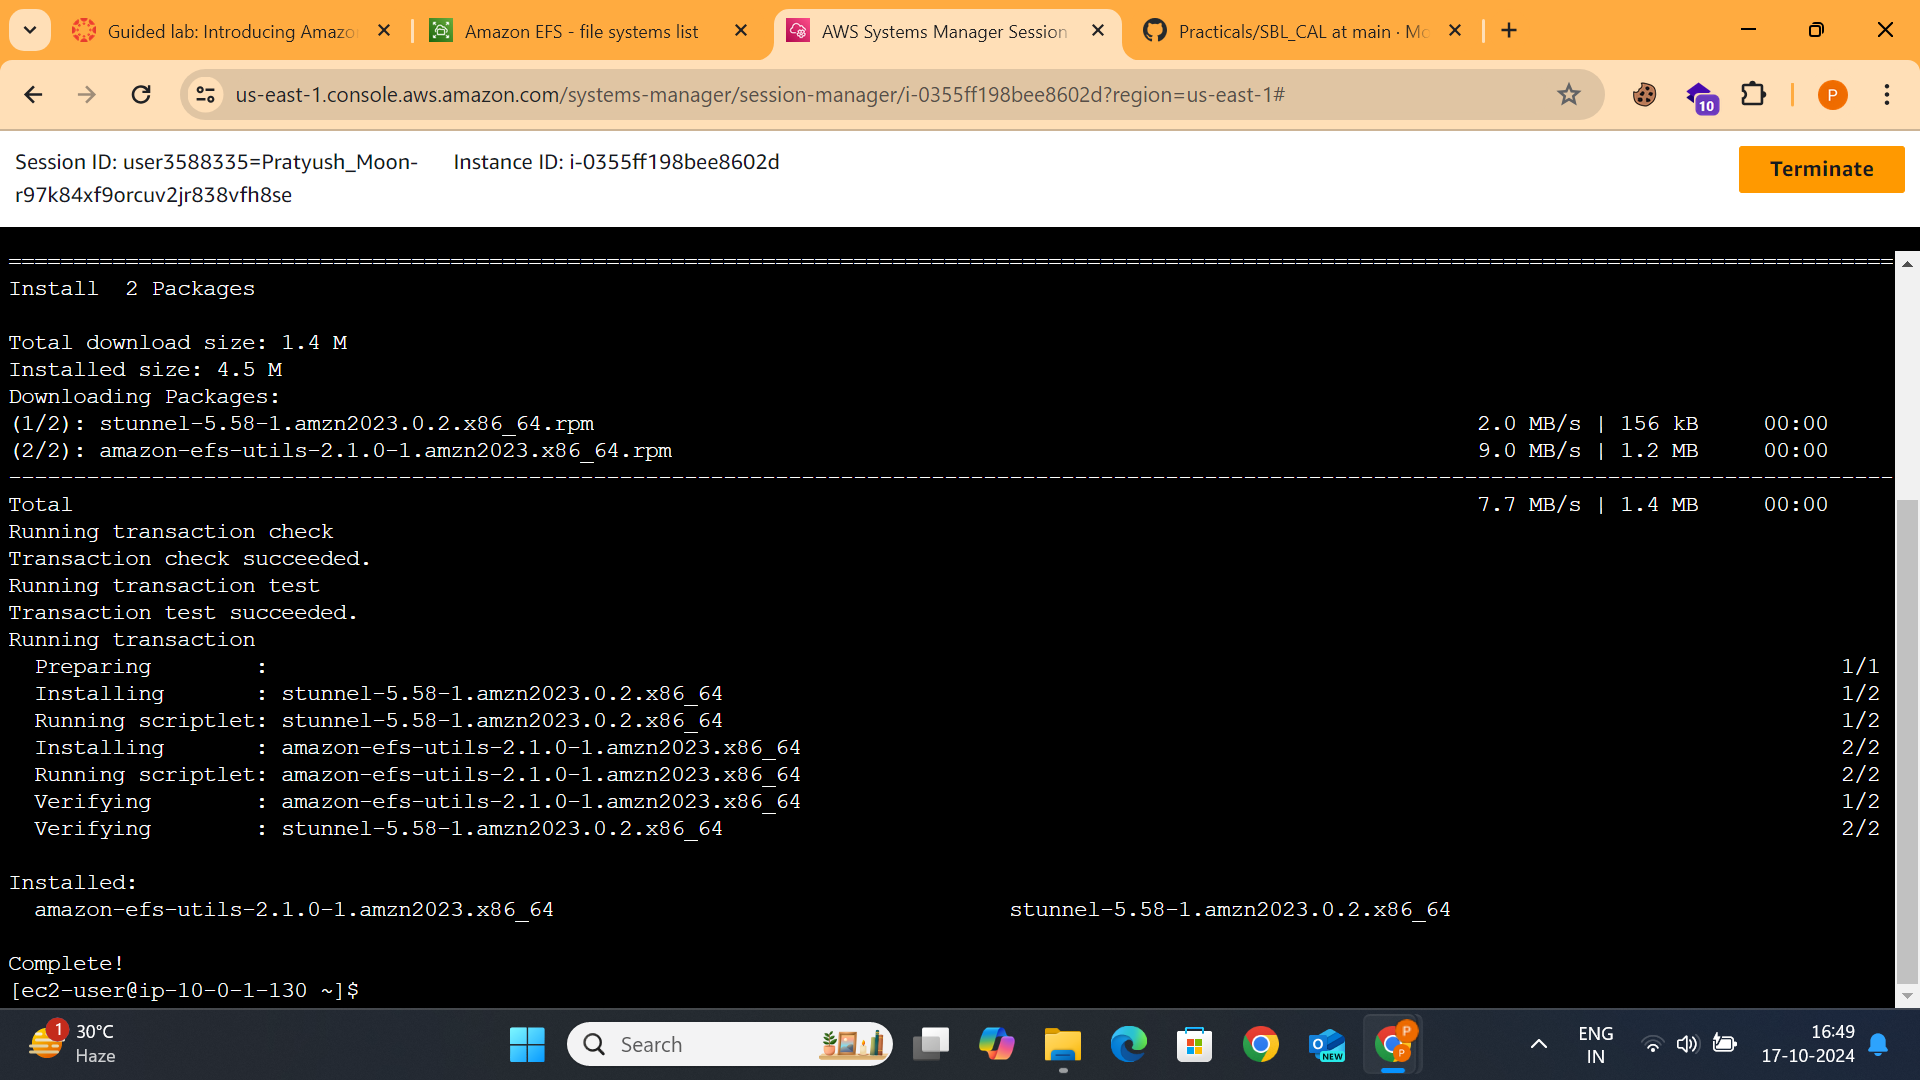 Guided lab: Introducing Amazo
Amazon EFS - file systems list
AWS Systems Manager Session
Practicals/SBL_CAL at main · Mo
us-east-1.console.aws.amazon.com/systems-manager/session-manager/i-0355ff198bee8602d?region=us-east-1#
10
P
Session ID: user3588335=Pratyush_Moon-
r97k84xf9orcuv2jr838vfh8se
Instance ID: i-0355ff198bee8602d
Terminate
================================================================================
Install  2 Packages
Total download size: 1.4 M
Installed size: 4.5 M
Downloading Packages:
(1/2): stunnel-5.58-1.amzn2023.0.2.x86_64.rpm 2.0 MB/s | 156 kB 00:00
(2/2): amazon-efs-utils-2.1.0-1.amzn2023.x86_64.rpm 9.0 MB/s | 1.2 MB 00:00
--------------------------------------------------------------------------------
Total 7.7 MB/s | 1.4 MB 00:00
Running transaction check
Transaction check succeeded.
Running transaction test
Transaction test succeeded.
Running transaction
Preparing : 1/1
Installing : stunnel-5.58-1.amzn2023.0.2.x86_64 1/2
Running scriptlet: stunnel-5.58-1.amzn2023.0.2.x86_64 1/2
Installing : amazon-efs-utils-2.1.0-1.amzn2023.x86_64 2/2
Running scriptlet: amazon-efs-utils-2.1.0-1.amzn2023.x86_64 2/2
Verifying : amazon-efs-utils-2.1.0-1.amzn2023.x86_64 1/2
Verifying : stunnel-5.58-1.amzn2023.0.2.x86_64 2/2
Installed:
amazon-efs-utils-2.1.0-1.amzn2023.x86_64 stunnel-5.58-1.amzn2023.0.2.x86_64
Complete!
[ec2-user@ip-10-0-1-130 ~]$
1
30°C
Haze
Search
O
NEW
P
P
ENG
IN
16:49
17-10-2024